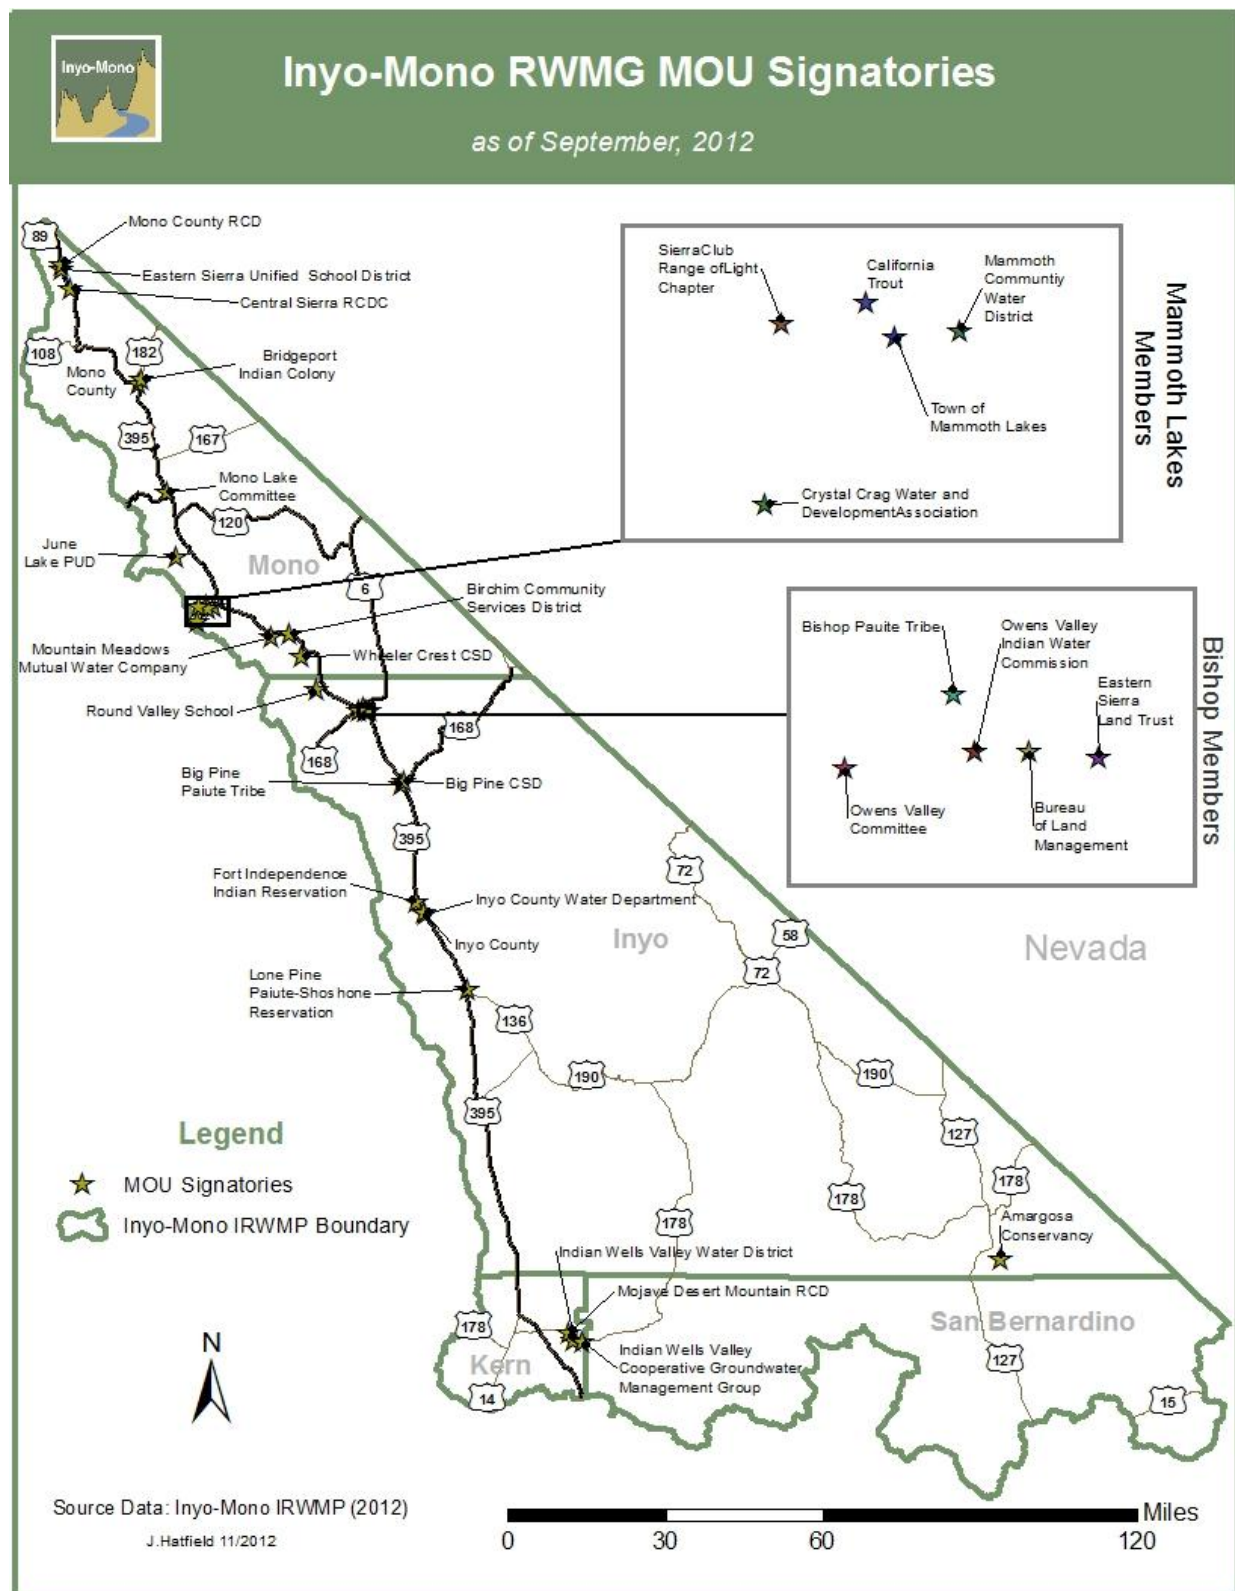 Inyo-Mono
Inyo-Mono RWMG MOU Signatories
as of September, 2012
89
Mono County RCD
Eastern Sierra Unified School District
Central Sierra RCDC
108
182
Mono
County
Bridgeport
Indian Colony
395
167
Mono Lake
Committee
120
June
Lake PUD
Mono
6
Birchim Community
Services District
Mountain Meadows
Mutual Water Company
Wheeler Crest CSD
Round Valley School
168
168
Big Pine
Paiute Tribe
Big Pine CSD
395
Fort Independence
Indian Reservation
Inyo County Water Department
Inyo County
Lone Pine
Paiute-Shoshone
Reservation
SierraClub
Range ofLight
Chapter
California
Trout
Mammoth
Communtiy
Water
District
Town of
Mammoth Lakes
Crystal Crag Water and
DevelopmentAssociation
Mammoth Lakes
Members
Bishop Pauite Tribe
Owens Valley
Indian Water
Commission
Eastern
Sierra
Land Trust
Owens Valley
Committee
Bureau
of Land
Management
Bishop Members
72
58
72
Inyo
Nevada
136
190
190
395
127
178
178
178
Amargosa
Conservancy
Indian Wells Valley Water District
Mojave Desert Mountain RCD
Indian Wells Valley
Cooperative Groundwater
Management Group
San Bernardino
178
Kern
14
127
15
Legend
MOU Signatories
Inyo-Mono IRWMP Boundary
N
Source Data: Inyo-Mono IRWMP (2012)
J.Hatfield 11/2012
Miles
0 30 60 120